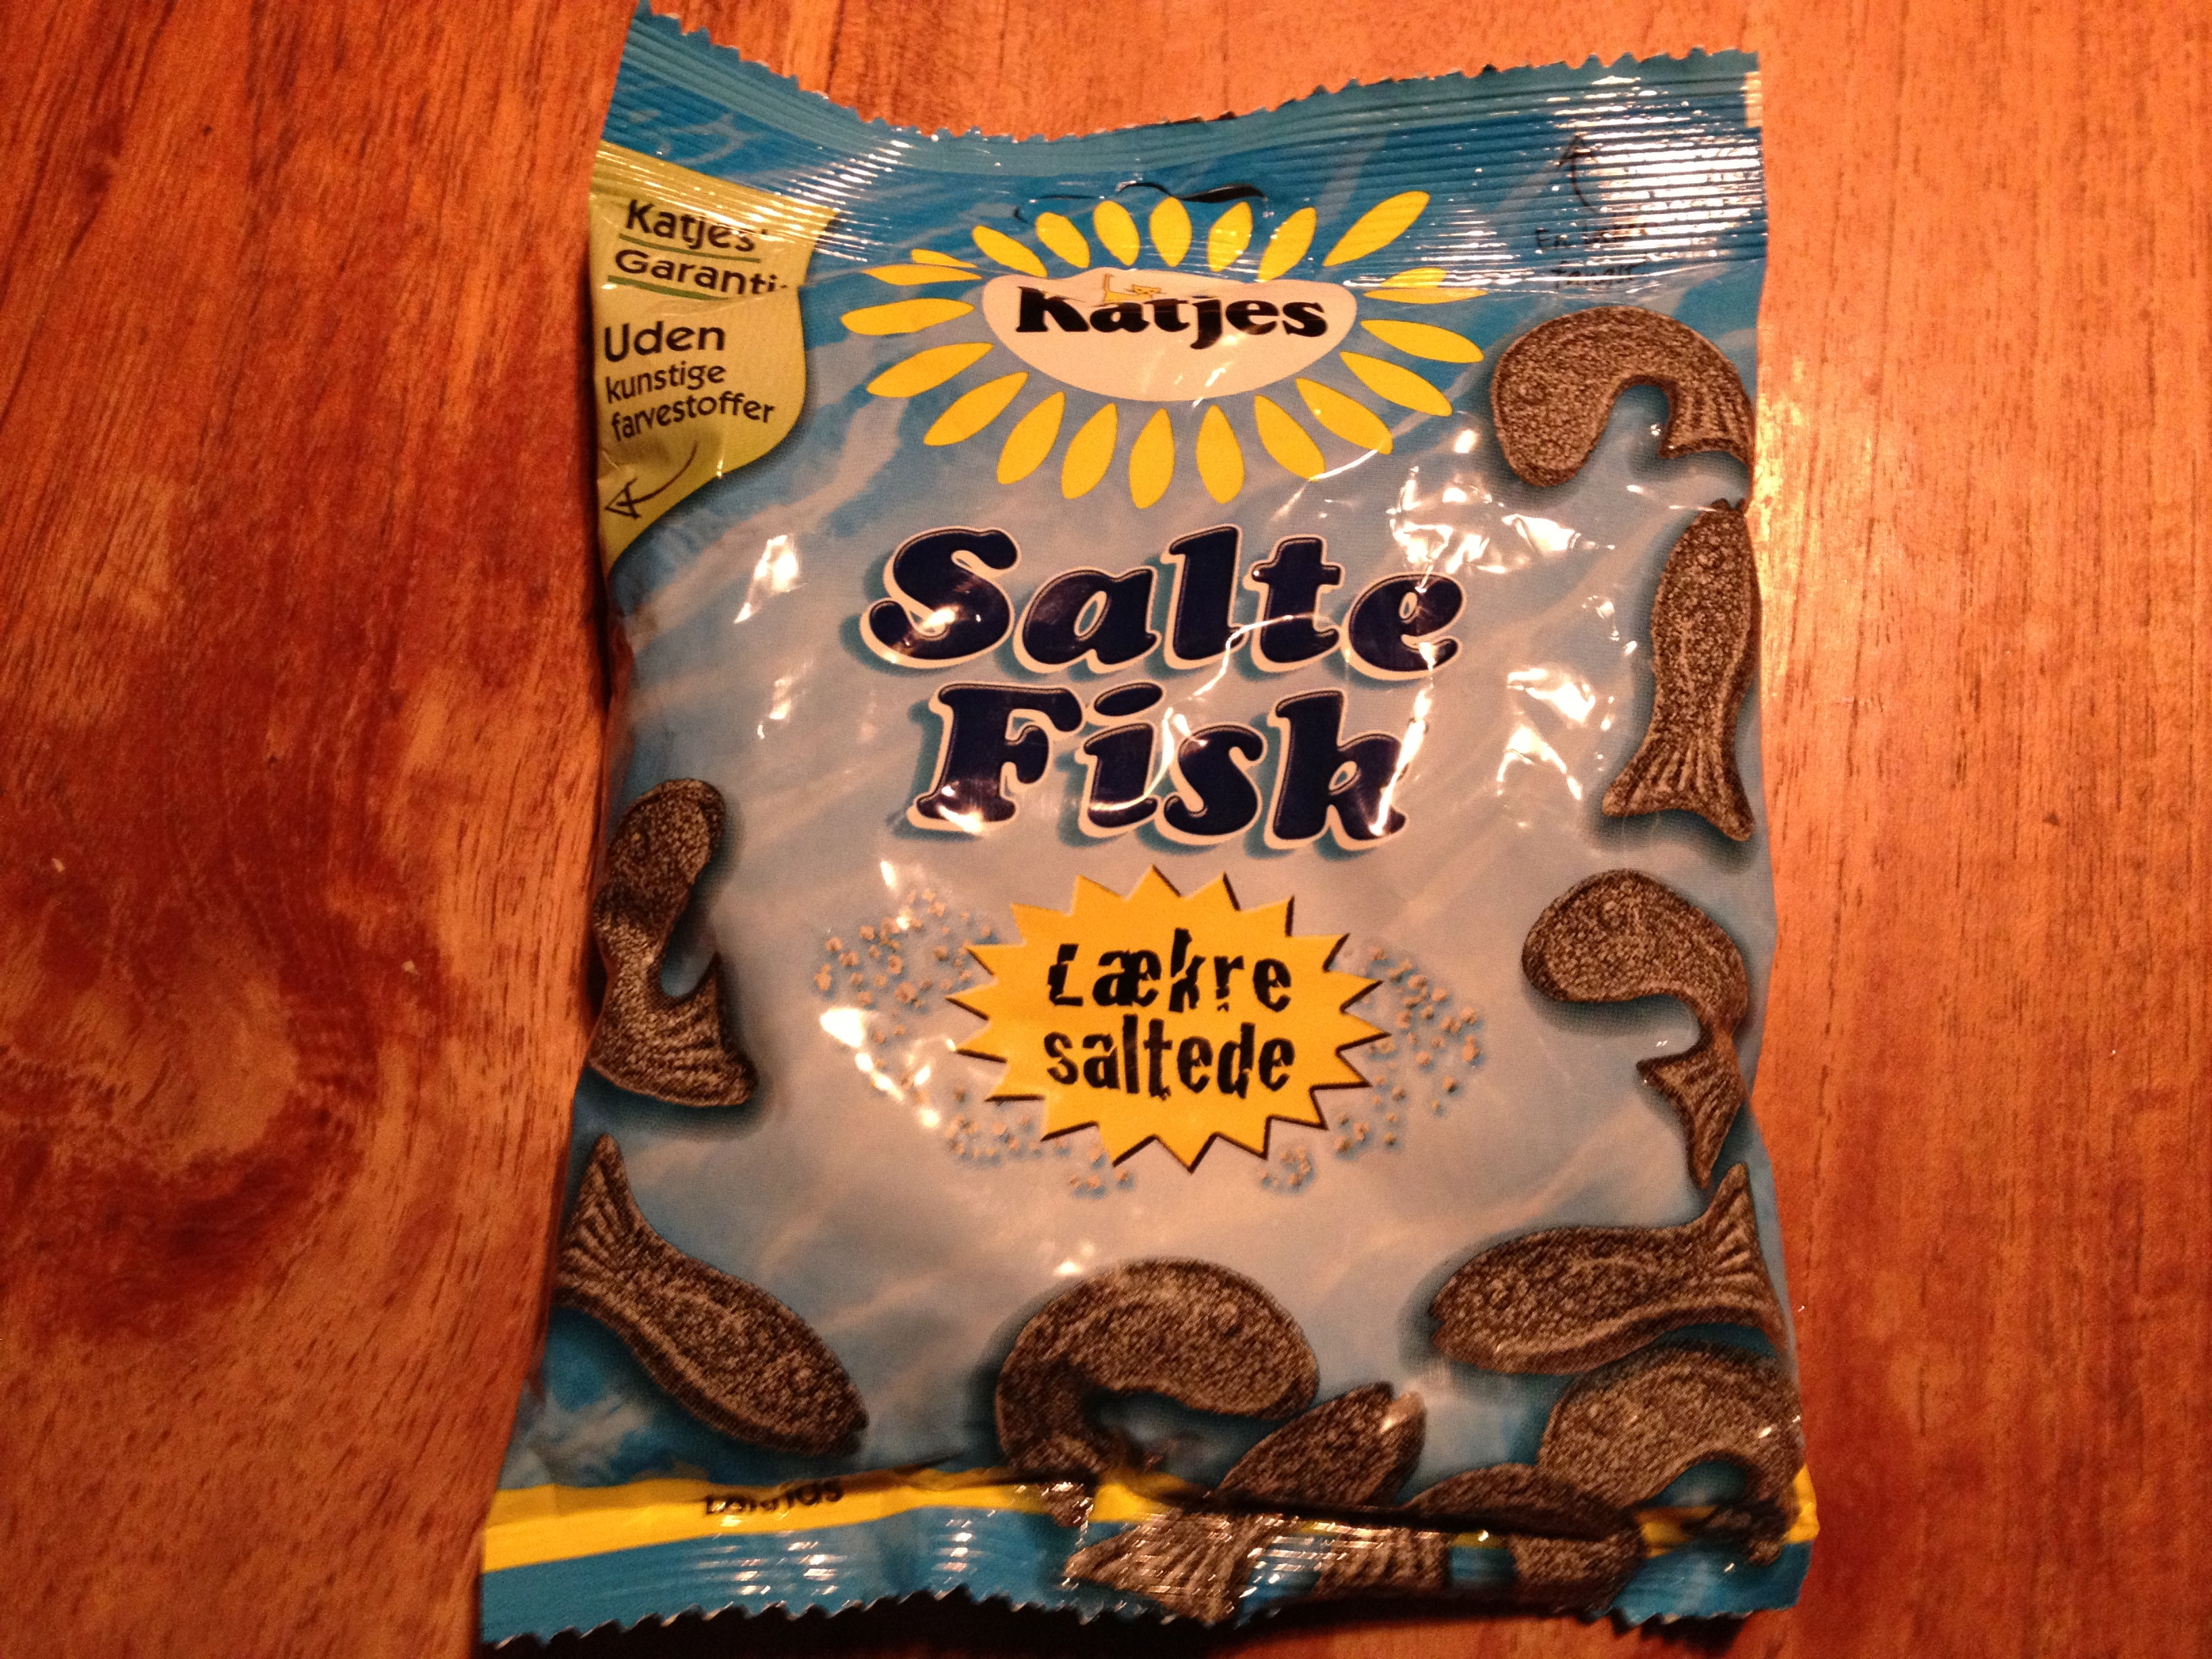 Katjes'
Garanti
Uden
kunstige
farvestoffer
Katjes
Salte
Fisk
Lækre
saltede